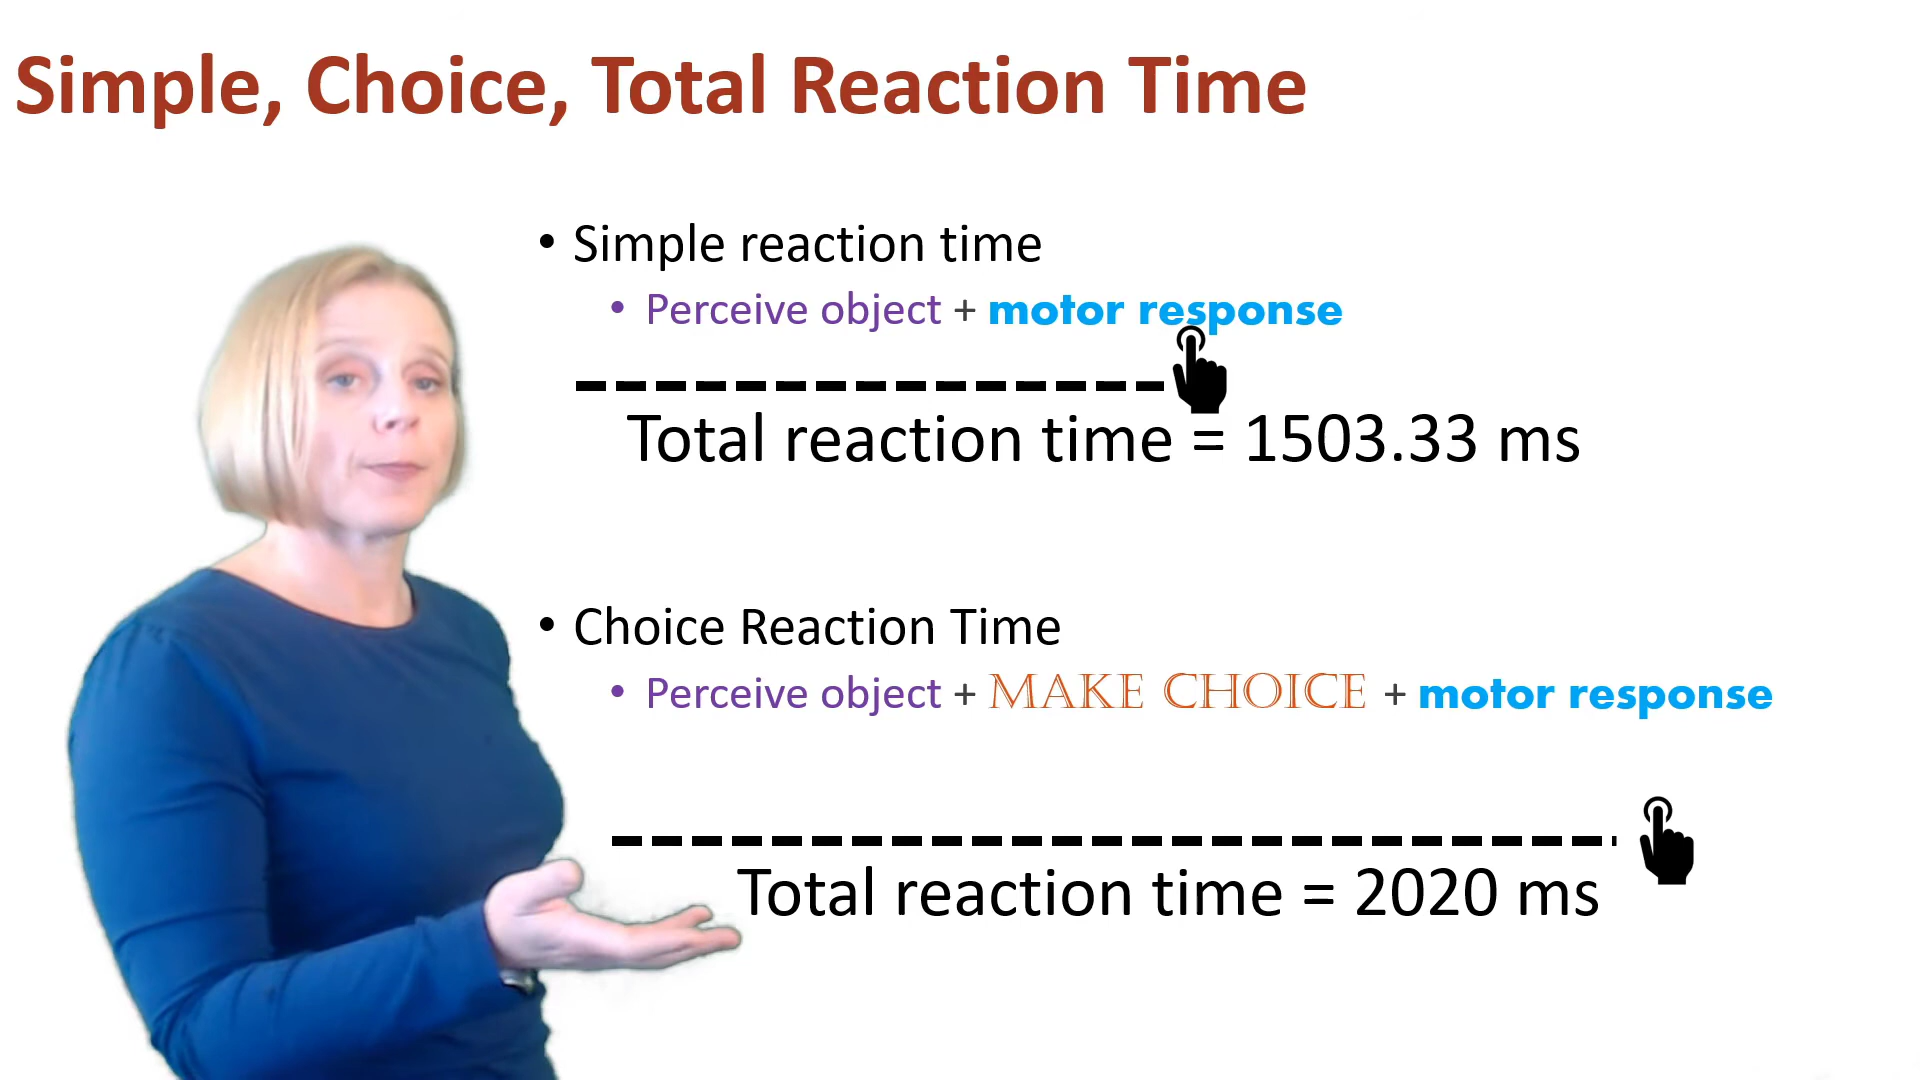 Simple, Choice, Total Reaction Time
• Simple reaction time
• Perceive object + motor response
Total reaction time = 1503.33 ms
• Choice Reaction Time
• Perceive object + MAKE CHOICE + motor response
Total reaction time = 2020 ms